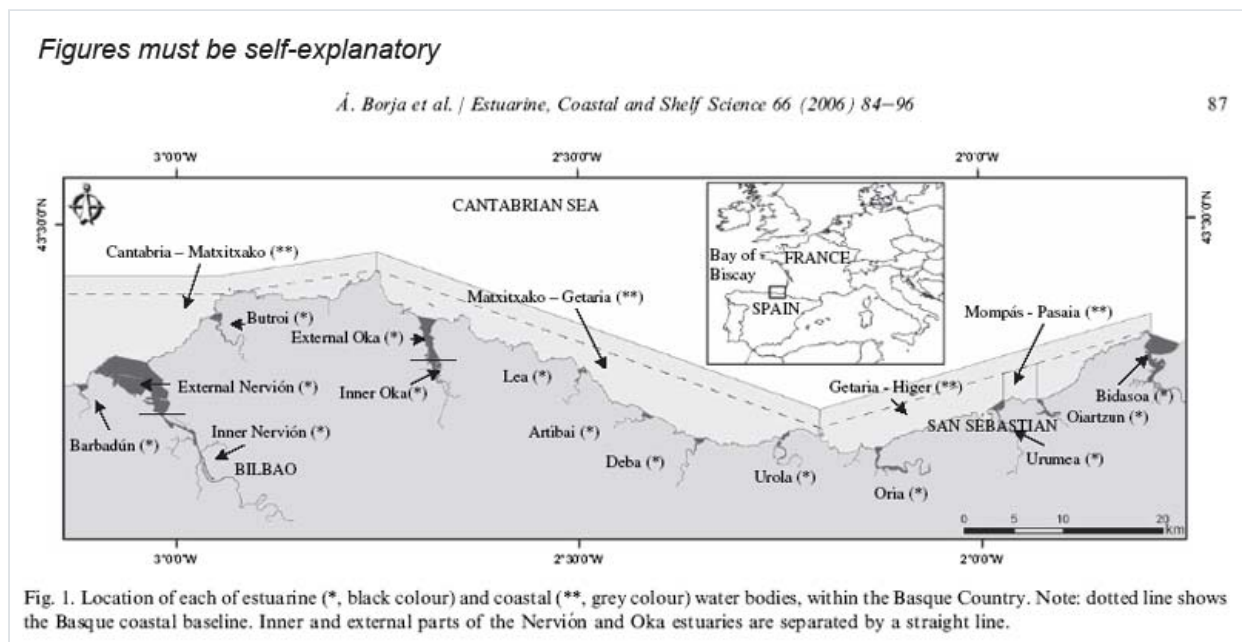 Figures must be self-explanatory
Á. Borja et al. / Estuarine, Coastal and Shelf Science 66 (2006) 84–96
87
3°0'0"W
2°30'0"W
2°0'0"W
43°30'0"N
43°30'0"N
CANTABRIAN SEA
Cantabria – Matxitxako (**)
Bay of
Biscay
FRANCE
SPAIN
Matxitxako – Getaria (**)
Mompás - Pasaia (**)
Butroi (*)
External Oka (*)
External Nervión (*)
Inner Oka(*)
Lea (*)
Getaria - Higer (**)
Bidasoa (*)
Oiartzun (*)
SAN SEBASTIAN
Barbadún (*)
Inner Nervión (*)
BILBAO
Artibai (*)
Deba (*)
Urola (*)
Oria (*)
Urumea (*)
0 5 10 20
km
3°0'0"W
2°30'0"W
2°0'0"W
Fig. 1. Location of each of estuarine (*, black colour) and coastal (**, grey colour) water bodies, within the Basque Country. Note: dotted line shows
the Basque coastal baseline. Inner and external parts of the Nervión and Oka estuaries are separated by a straight line.